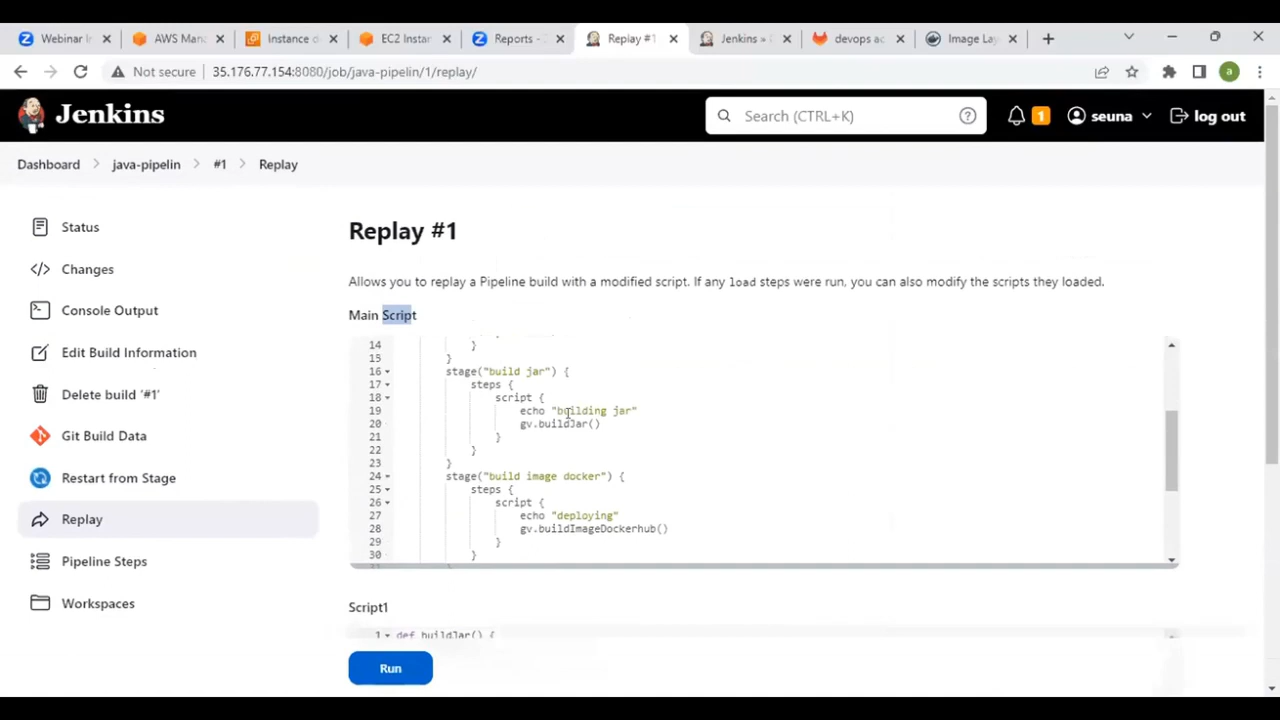 Webinar I
AWS Mana
Instance d
EC2 Instan
Reports - Z
Replay #1
Jenkins »
devops ac
Image Lay
Not secure
35.176.77.154:8080/job/java-pipelin/1/replay/
a
Jenkins
Search (CTRL+K)
1
seuna
log out
Dashboard
java-pipelin
#1
Replay
Status
Changes
Console Output
Edit Build Information
Delete build '#1'
Git Build Data
Restart from Stage
Replay
Pipeline Steps
Workspaces
Replay #1
Allows you to replay a Pipeline build with a modified script. If any load steps were run, you can also modify the scripts they loaded.
Main Script
14 }
15 }
16 stage("build jar") {
17 steps {
18 script {
19 echo "building jar"
20 gv.buildJar()
21 }
22 }
23 }
24 stage("build image docker") {
25 steps {
26 script {
27 echo "deploying"
28 gv.buildImageDockerhub()
29 }
30 }
Script1
1 def buildJar() {
Run